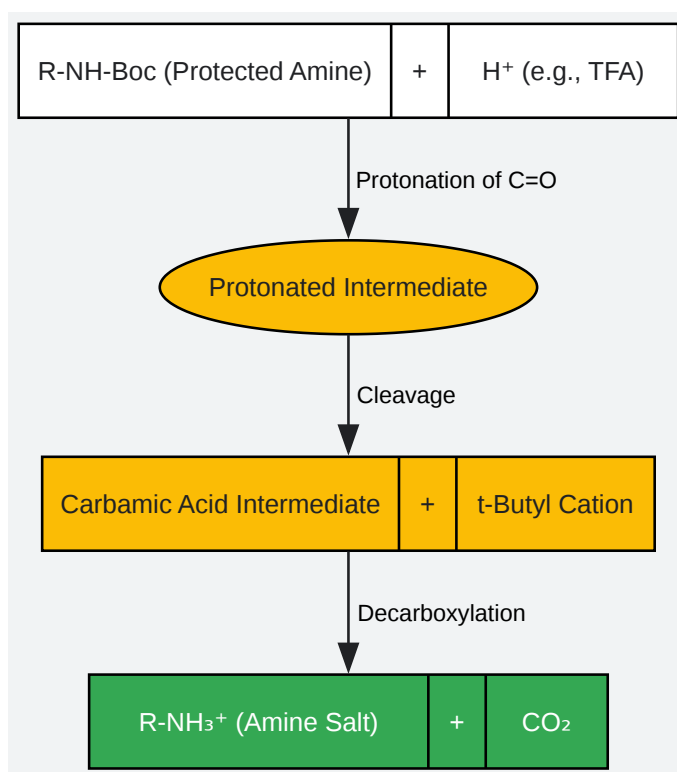 R-NH-Boc (Protected Amine) + H⁺ (e.g., TFA)
Protonation of C=O
Protonated Intermediate
Cleavage
Carbamic Acid Intermediate + t-Butyl Cation
Decarboxylation
R-NH₃⁺ (Amine Salt) + CO₂